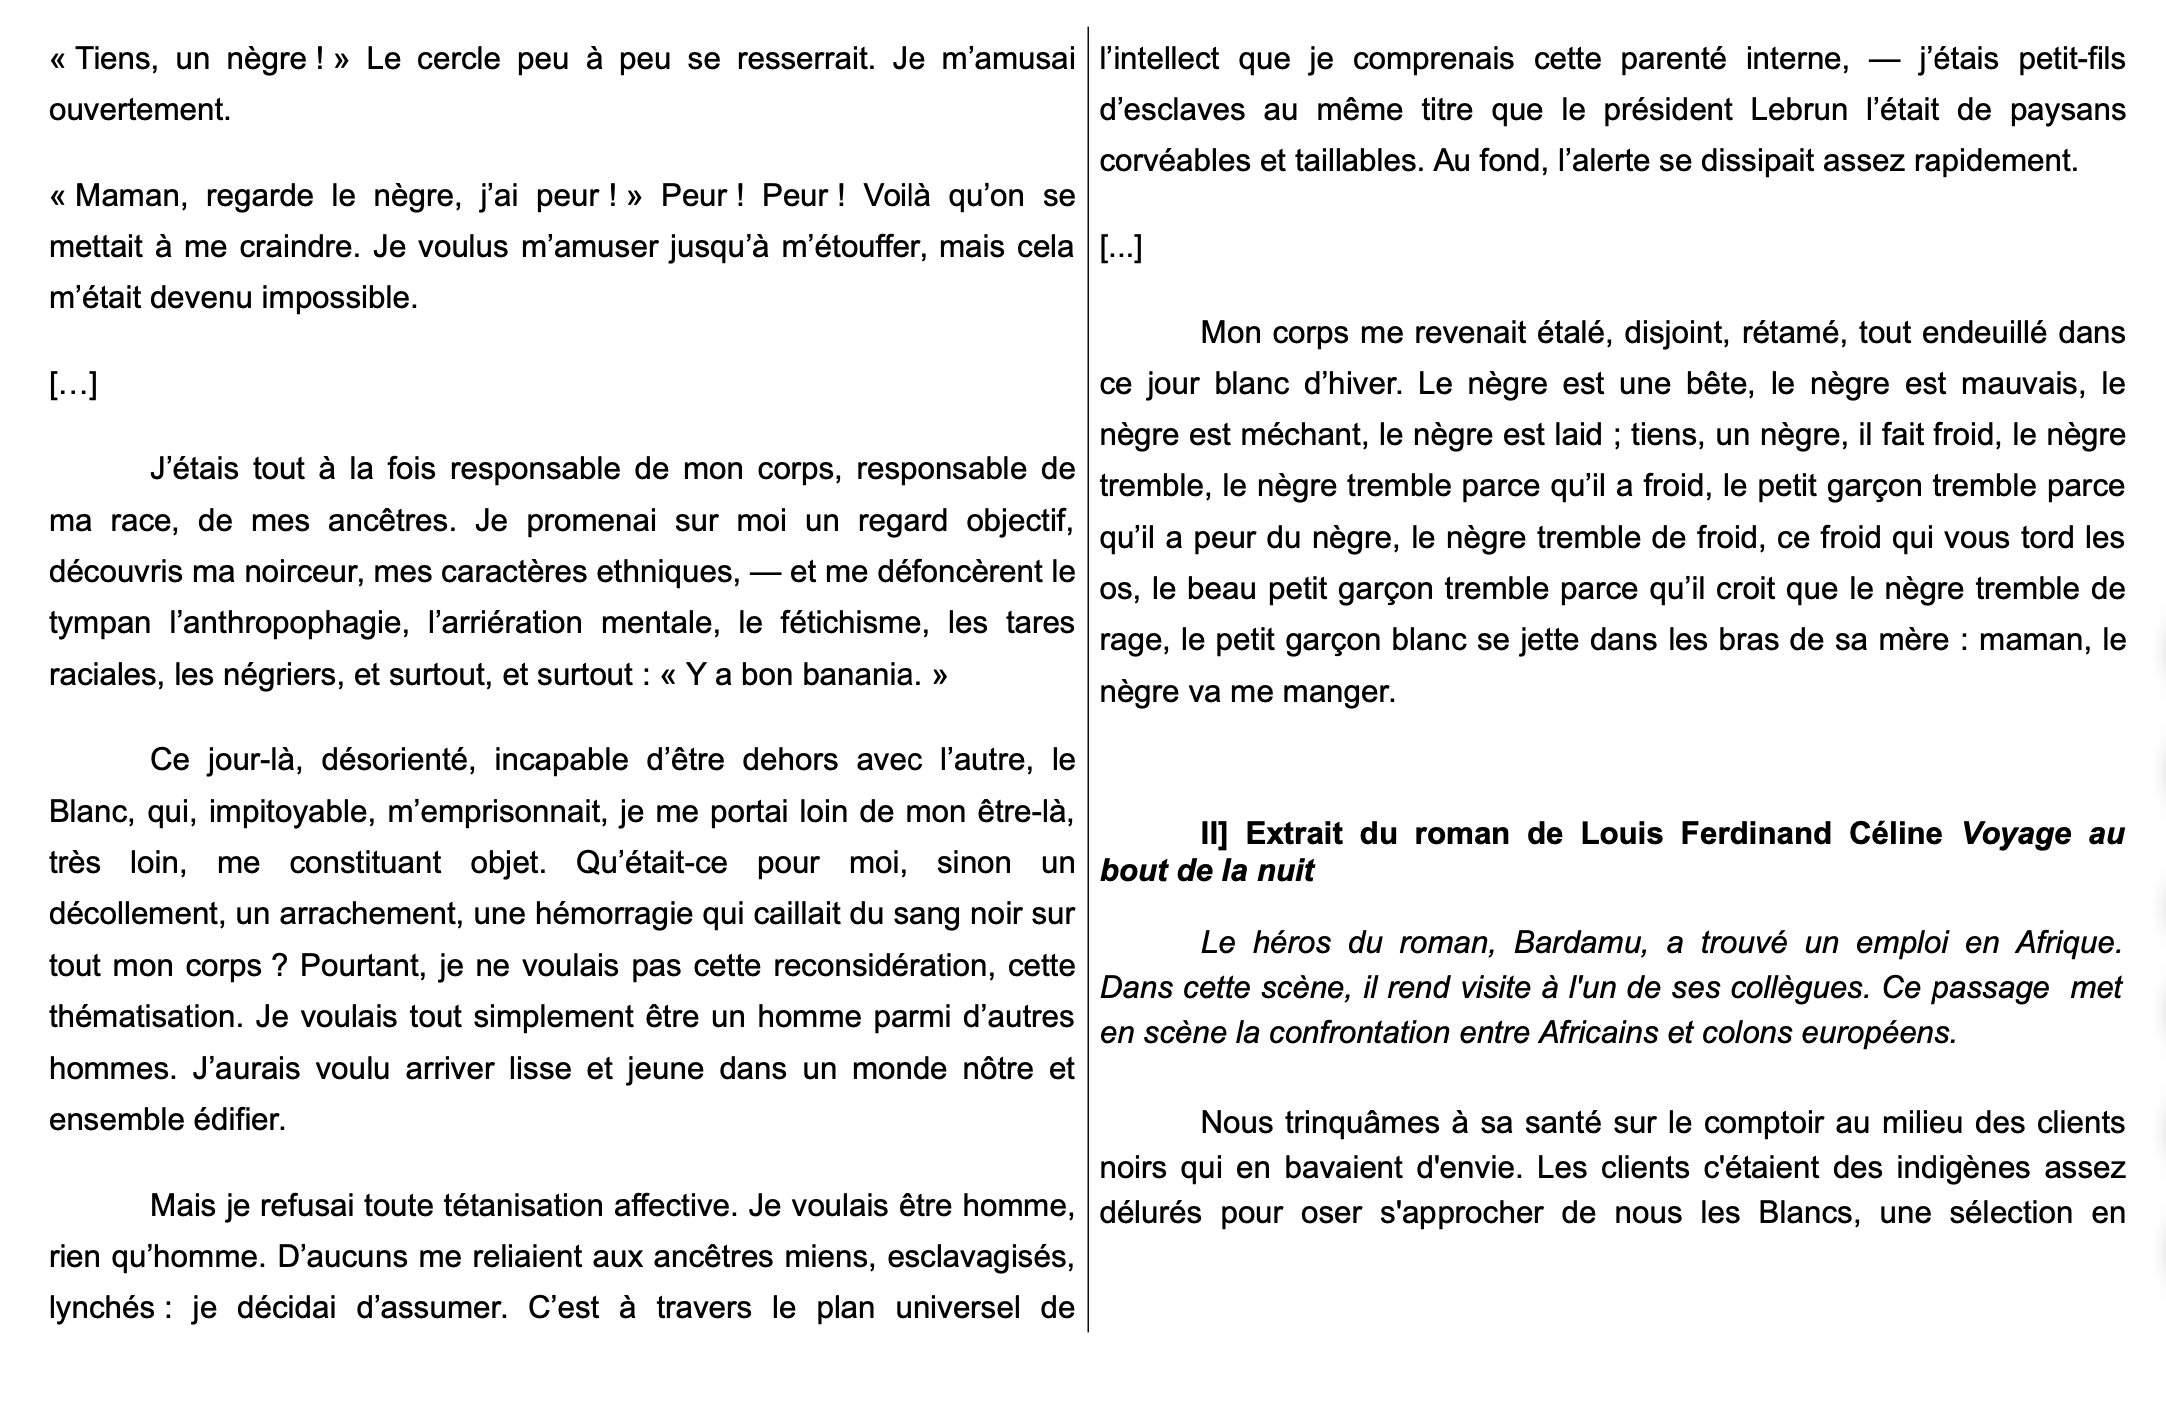 « Tiens, un nègre ! » Le cercle peu à peu se resserrait. Je m’amusai
ouvertement.
« Maman, regarde le nègre, j’ai peur ! » Peur ! Peur ! Voilà qu’on se
mettait à me craindre. Je voulus m’amuser jusqu’à m’étouffer, mais cela
m’était devenu impossible.
[…]
J’étais tout à la fois responsable de mon corps, responsable de
ma race, de mes ancêtres. Je promenai sur moi un regard objectif,
découvris ma noirceur, mes caractères ethniques, — et me défoncèrent le
tympan l’anthropophagie, l’arriération mentale, le fétichisme, les tares
raciales, les négriers, et surtout, et surtout : « Y a bon banania. »
Ce jour-là, désorienté, incapable d’être dehors avec l’autre, le
Blanc, qui, impitoyable, m’emprisonnait, je me portai loin de mon être-là,
très loin, me constituant objet. Qu’était-ce pour moi, sinon un
décollement, un arrachement, une hémorragie qui caillait du sang noir sur
tout mon corps ? Pourtant, je ne voulais pas cette reconsidération, cette
thématisation. Je voulais tout simplement être un homme parmi d’autres
hommes. J’aurais voulu arriver lisse et jeune dans un monde nôtre et
ensemble édifier.
Mais je refusai toute tétanisation affective. Je voulais être homme,
rien qu’homme. D’aucuns me reliaient aux ancêtres miens, esclavagisés,
lynchés : je décidai d’assumer. C’est à travers le plan universel de
l’intellect que je comprenais cette parenté interne, — j’étais petit-fils
d’esclaves au même titre que le président Lebrun l’était de paysans
corvéables et taillables. Au fond, l’alerte se dissipait assez rapidement.
[...]
Mon corps me revenait étalé, disjoint, rétamé, tout endeuillé dans
ce jour blanc d’hiver. Le nègre est une bête, le nègre est mauvais, le
nègre est méchant, le nègre est laid ; tiens, un nègre, il fait froid, le nègre
tremble, le nègre tremble parce qu’il a froid, le petit garçon tremble parce
qu’il a peur du nègre, le nègre tremble de froid, ce froid qui vous tord les
os, le beau petit garçon tremble parce qu’il croit que le nègre tremble de
rage, le petit garçon blanc se jette dans les bras de sa mère : maman, le
nègre va me manger.
II] Extrait du roman de Louis Ferdinand Céline Voyage au
bout de la nuit
Le héros du roman, Bardamu, a trouvé un emploi en Afrique.
Dans cette scène, il rend visite à l'un de ses collègues. Ce passage met
en scène la confrontation entre Africains et colons européens.
Nous trinquâmes à sa santé sur le comptoir au milieu des clients
noirs qui en bavaient d'envie. Les clients c'étaient des indigènes assez
délurés pour oser s'approcher de nous les Blancs, une sélection en